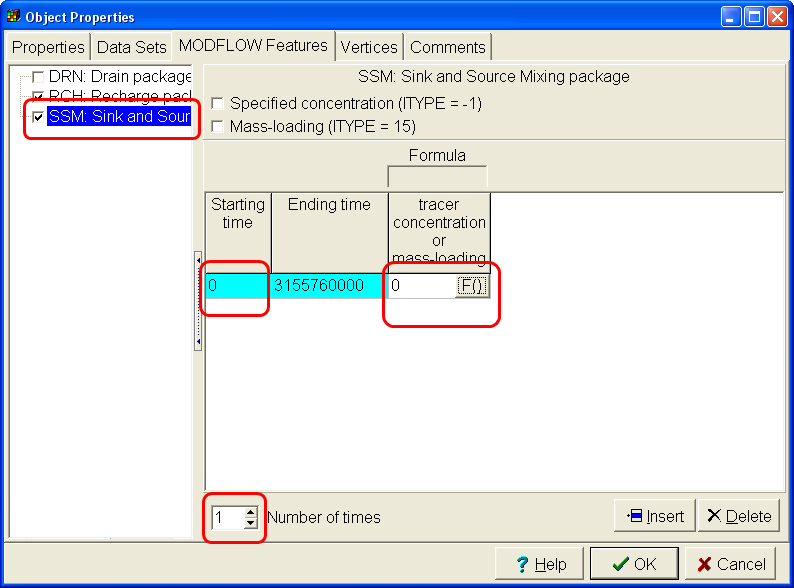 Object Properties
Properties
Data Sets
MODFLOW Features
Vertices
Comments
DRN: Drain package
RCH: Recharge pack
SSM: Sink and Sour
SSM: Sink and Source Mixing package
Specified concentration (ITYPE = -1)
Mass-loading (ITYPE = 15)
Formula
Starting
time
Ending time
tracer
concentration
or
mass-loading
0
3155760000
0
F()
1
Number of times
Insert
Delete
? Help
OK
Cancel